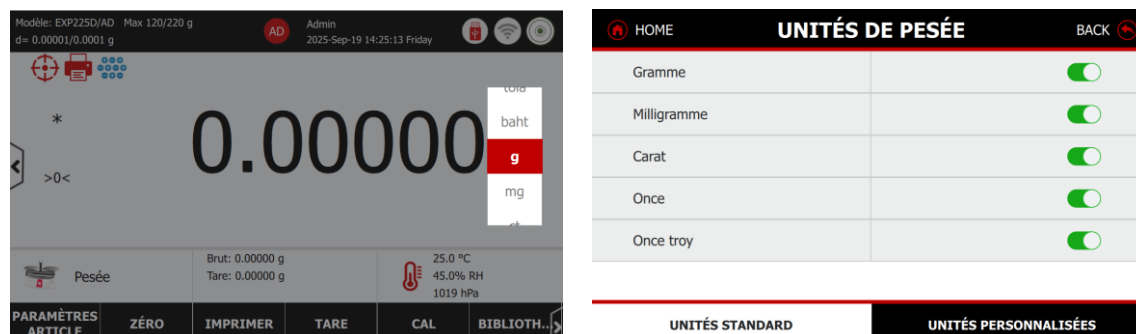 Modèle: EXP225D/AD Max 120/220 g
d= 0.00001/0.0001 g
AD
Admin
2025-Sep-19 14:25:13 Friday
*
>0<
0.00000
tola
baht
g
mg
ct
Pesée
Brut: 0.00000 g
Tare: 0.00000 g
25.0 °C
45.0% RH
1019 hPa
PARAMÈTRES
ARTICLE
ZÉRO
IMPRIMER
TARE
CAL
BIBLIOTH...
HOME
UNITÉS DE PESÉE
BACK
Gramme
Milligramme
Carat
Once
Once troy
UNITÉS STANDARD
UNITÉS PERSONNALISÉES